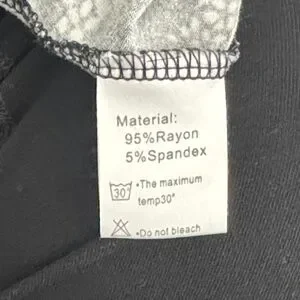 Material:
95%Rayon
5%Spandex
30° •The maximum
temp30°
•Do not bleach